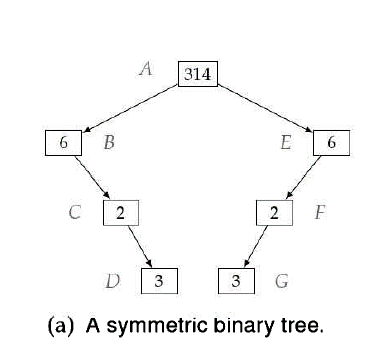 A 314
6 B E 6
C 2 2 F
D 3 3 G
(a) A symmetric binary tree.